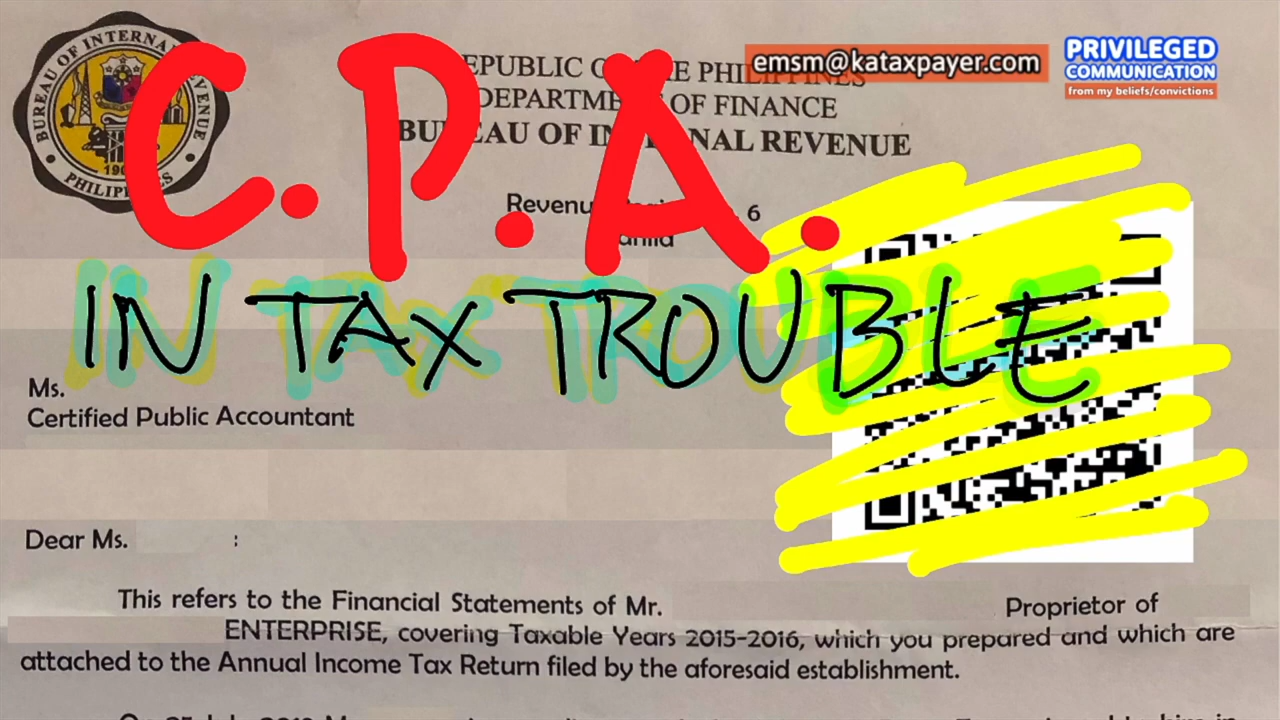 BUREAU OF INTERNAL REVENUE
PHILIPPINES
C.P.A.
IN TAX TROUBLE
REPUBLIC OF THE PHILIPPINES
DEPARTMENT OF FINANCE
BUREAU OF INTERNAL REVENUE
6
emsm@kataxpayer.com
PRIVILEGED
COMMUNICATION
from my beliefs/convictions
Ms.
Certified Public Accountant
Dear Ms. :
This refers to the Financial Statements of Mr. Proprietor of
ENTERPRISE, covering Taxable Years 2015-2016, which you prepared and which are
attached to the Annual Income Tax Return filed by the aforesaid establishment.